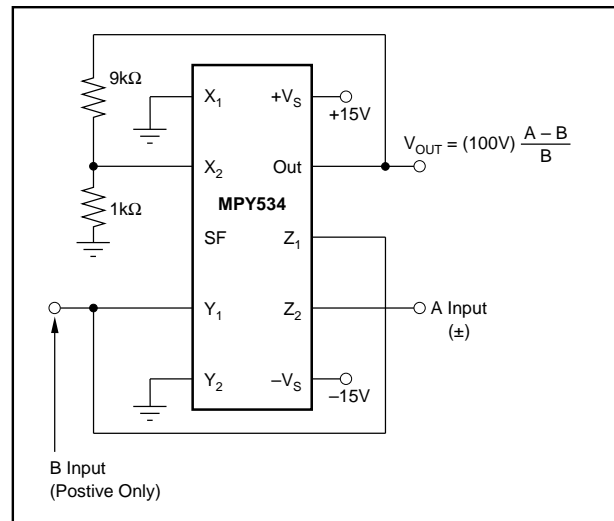 9kΩ
1kΩ
X1
X2
MPY534
SF
Y1
Y2
+VS
Out
Z1
Z2
–VS
+15V
VOUT = (100V) A – B / B
A Input
(±)
–15V
B Input
(Postive Only)